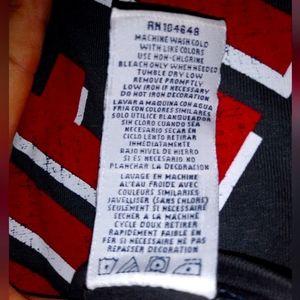 RN 104648
MACHINE WASH COLD
WITH LIKE COLORS
USE NON-CHLORINE
BLEACH ONLY WHEN NEEDED
TUMBLE DRY LOW
REMOVE PROMPTLY
LOW IRON IF NECESSARY
DO NOT IRON DECORATION
LAVAR A MAQUINA CON AGUA
FRIA CON COLORES SIMILARES
SOLO UTILICE BLANQUEADOR
SIN CLORO CUANDO SEA
NECESARIO SECAR EN
CICLO LENTO RETIRAR
INMEDIATAMENTE
BAJO NIVEL DE HIERRO
SI ES NECESARIO NO
PLANCHAR LA DECORACION
LAVAGE EN MACHINE
AL'EAU FROIDE AVEC
COULEURS SIMILAIRES
JAVELLISER (SANS CHLORE)
SEULEMENT SI NECESSAIRE
SECHER A LA MACHINE
CYCLE DOUX RETIRER
RAPIDEMENT FAIBLE EN
FER SI NECESSAIRE NE PAS
REPASSER DECORATION